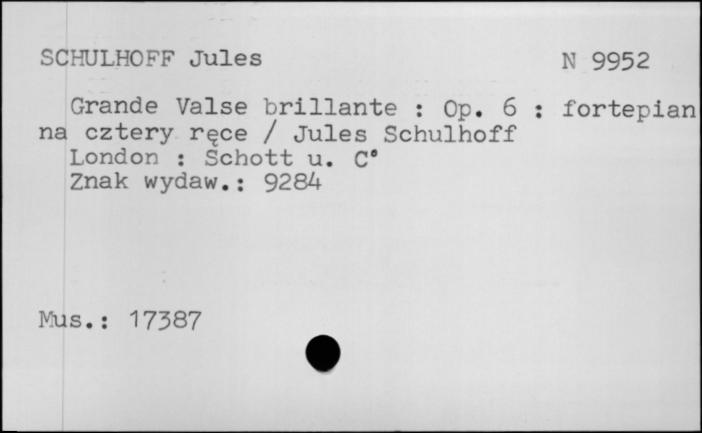 SCHULHOFF Jules N 9952
Grande Valse brillante : Op. 6 : fortepian
na cztery ręce / Jules Schulhoff
London : Schott u. C°
Znak wydaw.: 9284
Mus.: 17387